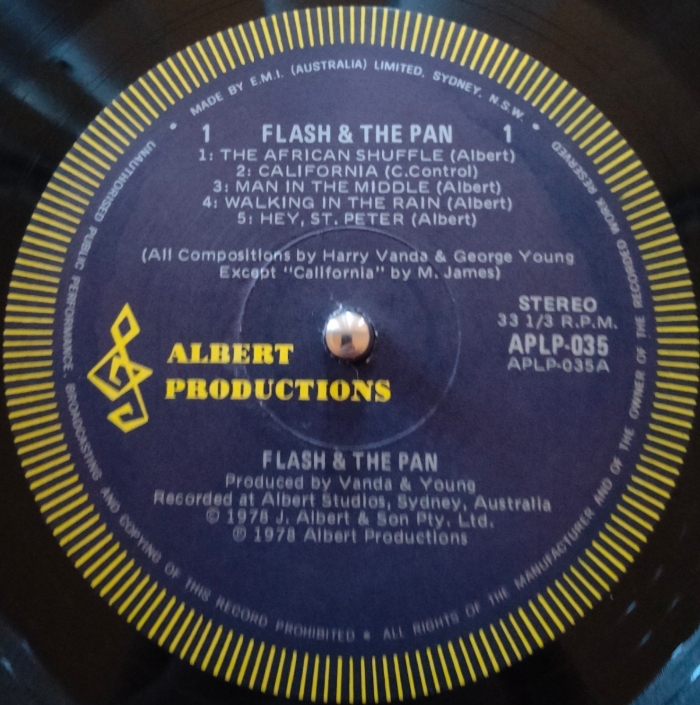 MADE BY E.M.I. (AUSTRALIA) LIMITED, SYDNEY, N.S.W.
1 FLASH & THE PAN 1
1: THE AFRICAN SHUFFLE (Albert)
2: CALIFORNIA (C.Control)
3: MAN IN THE MIDDLE (Albert)
4: WALKING IN THE RAIN (Albert)
5: HEY, ST. PETER (Albert)
(All Compositions by Harry Vanda & George Young
Except "California" by M. James)
STEREO
33 1/3 R.P.M.
APLP-035
APLP-035A
ALBERT
PRODUCTIONS
FLASH & THE PAN
Produced by Vanda & Young
Recorded at Albert Studios, Sydney, Australia
© 1978 J. Albert & Son Pty. Ltd.
℗ 1978 Albert Productions
UNAUTHORISED PUBLIC PERFORMANCE, BROADCASTING AND COPYING OF THIS RECORD PROHIBITED • ALL RIGHTS OF THE MANUFACTURER AND OF THE OWNER OF THE RECORDED WORK RESERVED